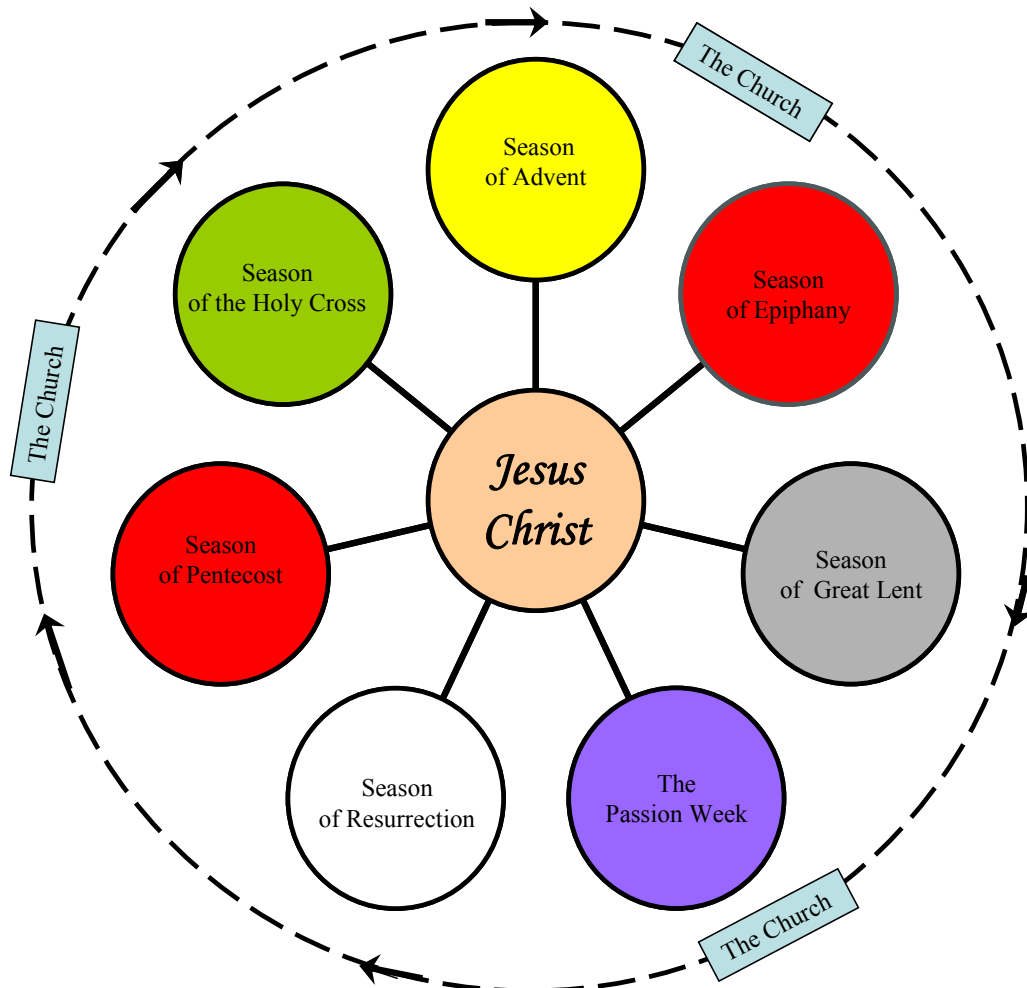 The Church
Season
of Advent
Season
of the Holy Cross
Season
of Epiphany
The Church
Jesus
Christ
Season
of Pentecost
Season
of Great Lent
Season
of Resurrection
The
Passion Week
The Church